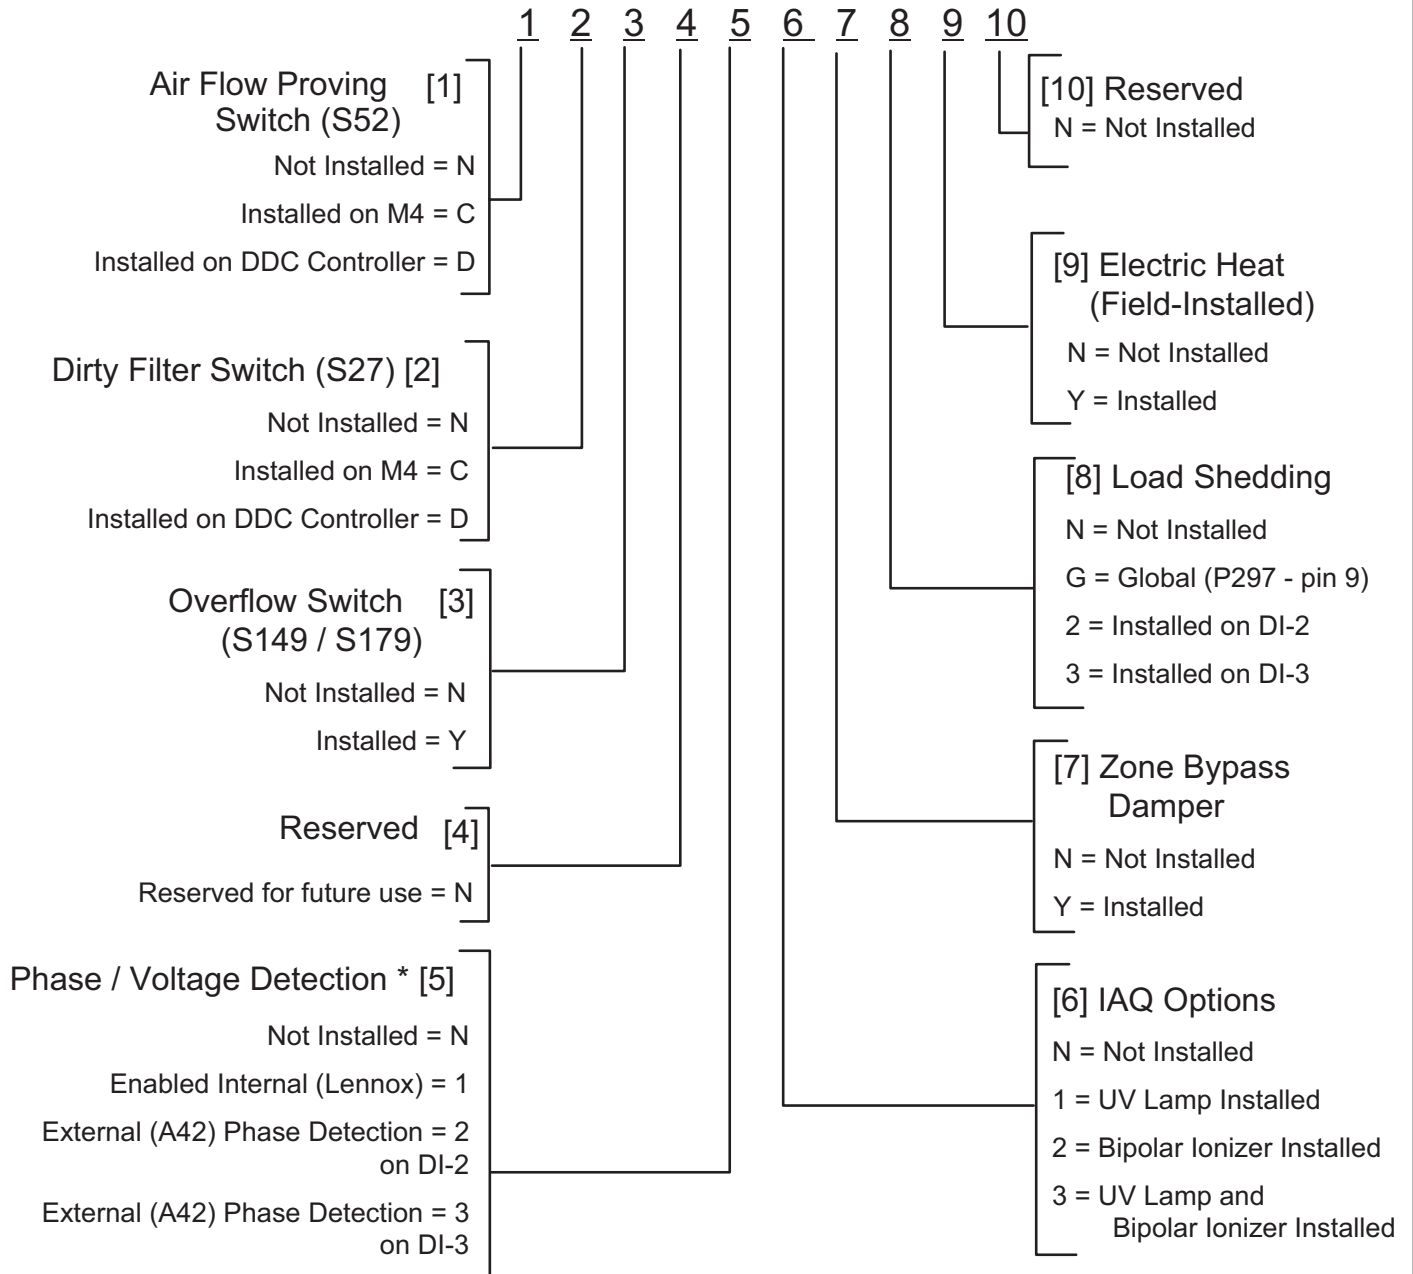 1 2 3 4 5 6 7 8 9 10
Air Flow Proving [1]
Switch (S52)
Not Installed = N
Installed on M4 = C
Installed on DDC Controller = D
Dirty Filter Switch (S27) [2]
Not Installed = N
Installed on M4 = C
Installed on DDC Controller = D
Overflow Switch [3]
(S149 / S179)
Not Installed = N
Installed = Y
Reserved [4]
Reserved for future use = N
Phase / Voltage Detection * [5]
Not Installed = N
Enabled Internal (Lennox) = 1
External (A42) Phase Detection = 2
on DI-2
External (A42) Phase Detection = 3
on DI-3
[10] Reserved
N = Not Installed
[9] Electric Heat
(Field-Installed)
N = Not Installed
Y = Installed
[8] Load Shedding
N = Not Installed
G = Global (P297 - pin 9)
2 = Installed on DI-2
3 = Installed on DI-3
[7] Zone Bypass
Damper
N = Not Installed
Y = Installed
[6] IAQ Options
N = Not Installed
1 = UV Lamp Installed
2 = Bipolar Ionizer Installed
3 = UV Lamp and
Bipolar Ionizer Installed